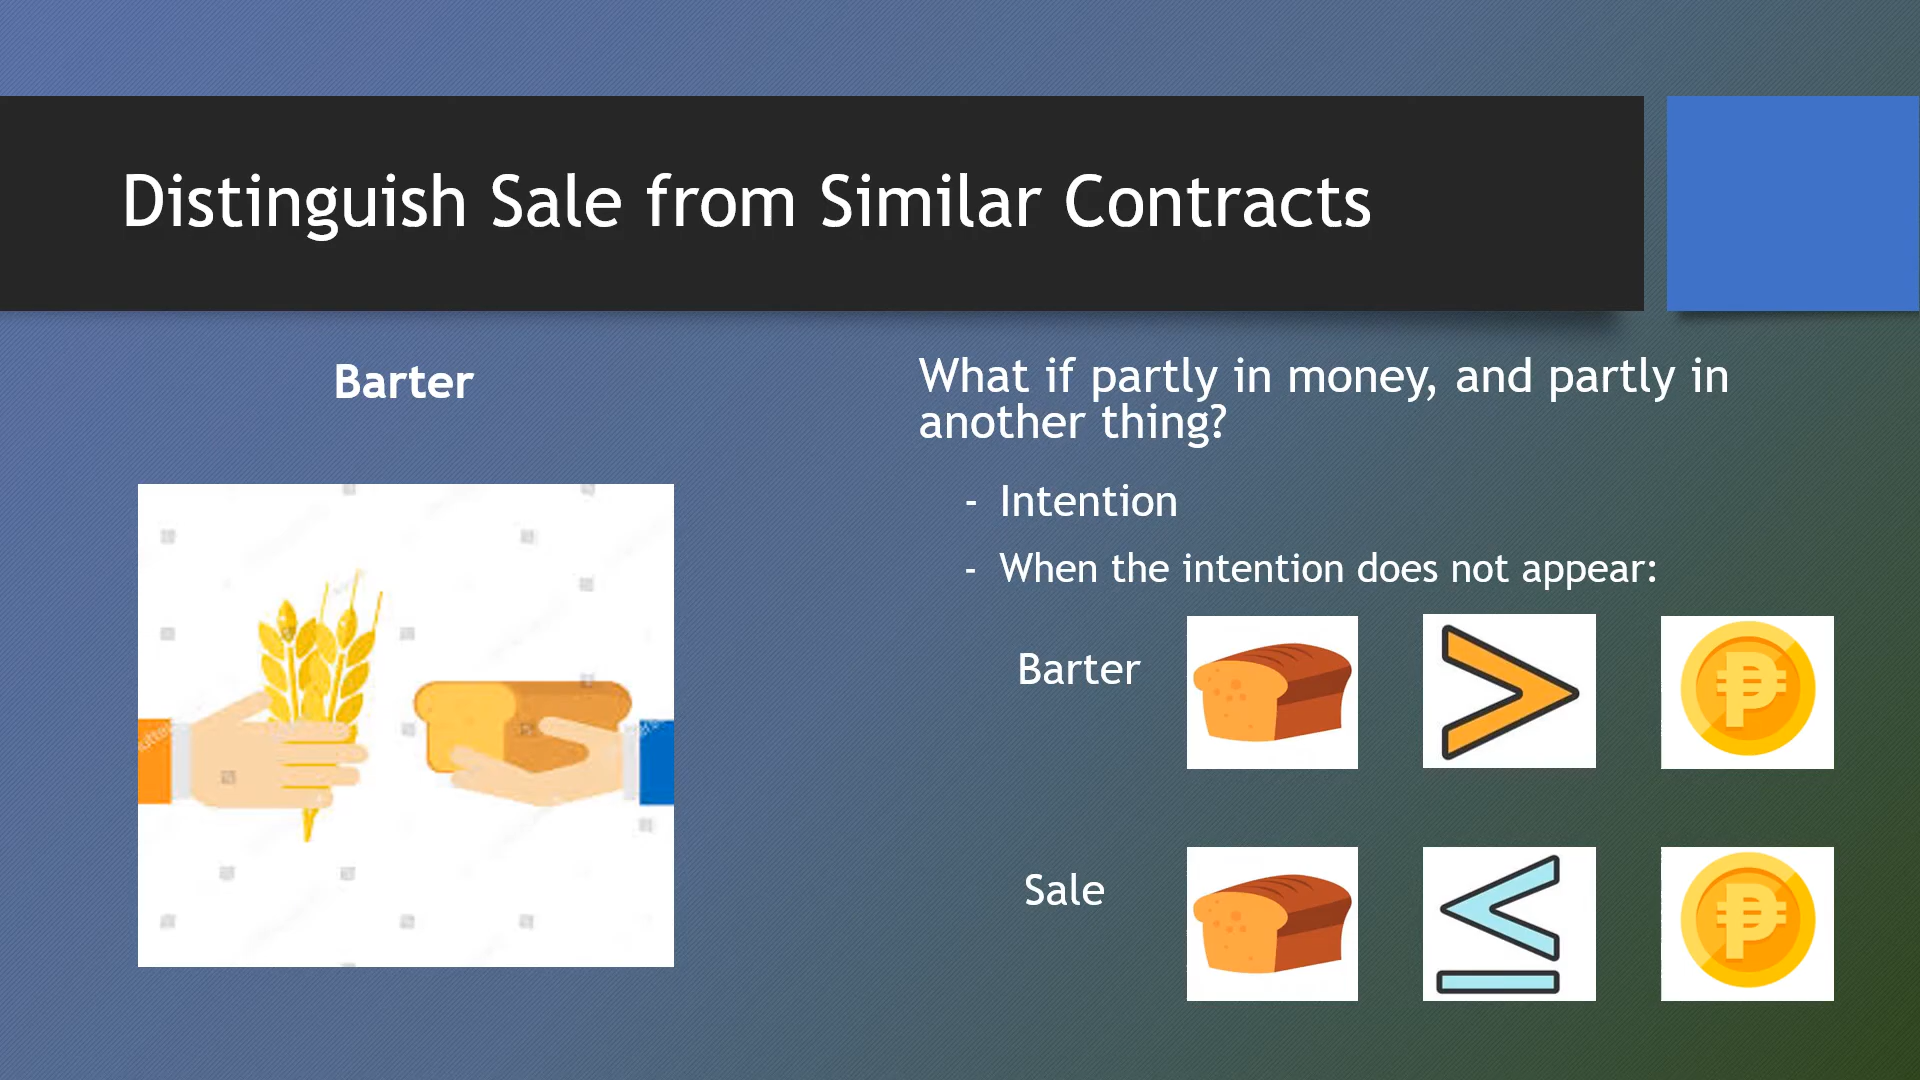 Distinguish Sale from Similar Contracts
Barter
What if partly in money, and partly in
another thing?
- Intention
- When the intention does not appear:
Barter
Sale